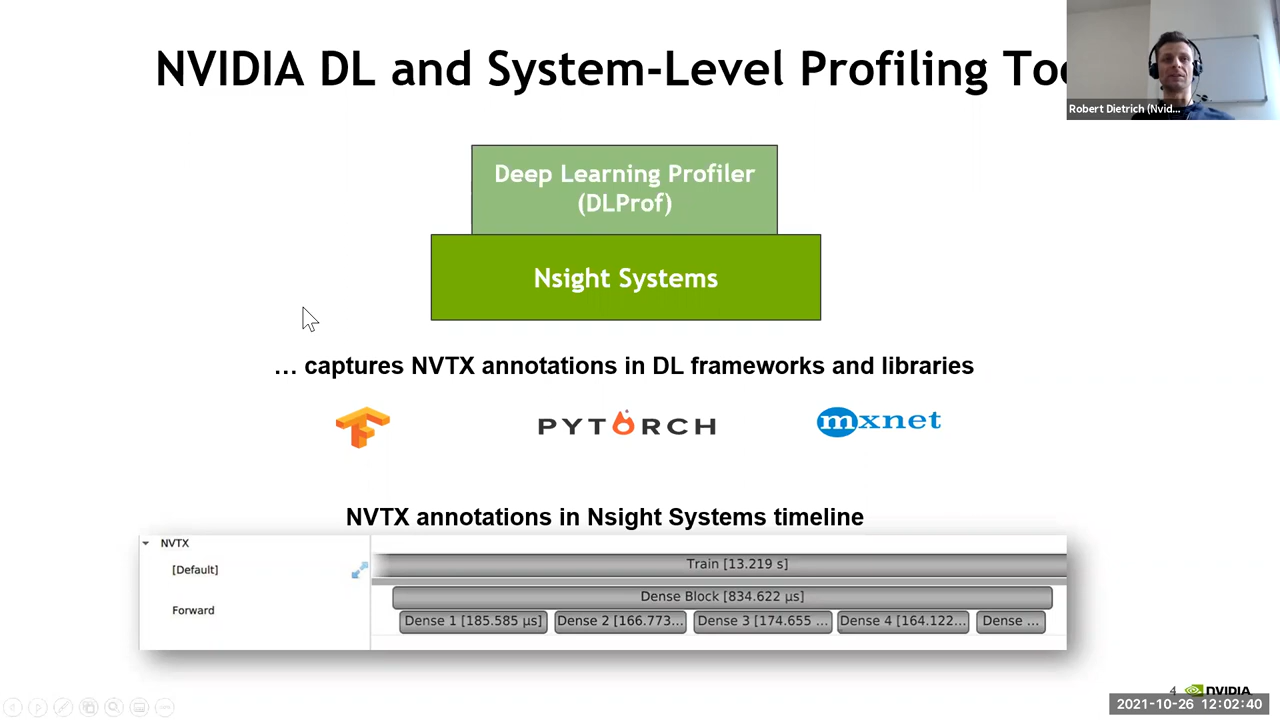 NVIDIA DL and System-Level Profiling
Robert Dietrich (Nvid...
Deep Learning Profiler
(DLProf)
Nsight Systems
... captures NVTX annotations in DL frameworks and libraries
PYTORCH
mxnet
NVTX annotations in Nsight Systems timeline
NVTX
[Default]
Train [13.219 s]
Dense Block [834.622 µs]
Forward
Dense 1 [185.585 µs]
Dense 2 [166.773...
Dense 3 [174.655 ...
Dense 4 [164.122...
Dense ...
4
NVIDIA
2021-10-26 12:02:40